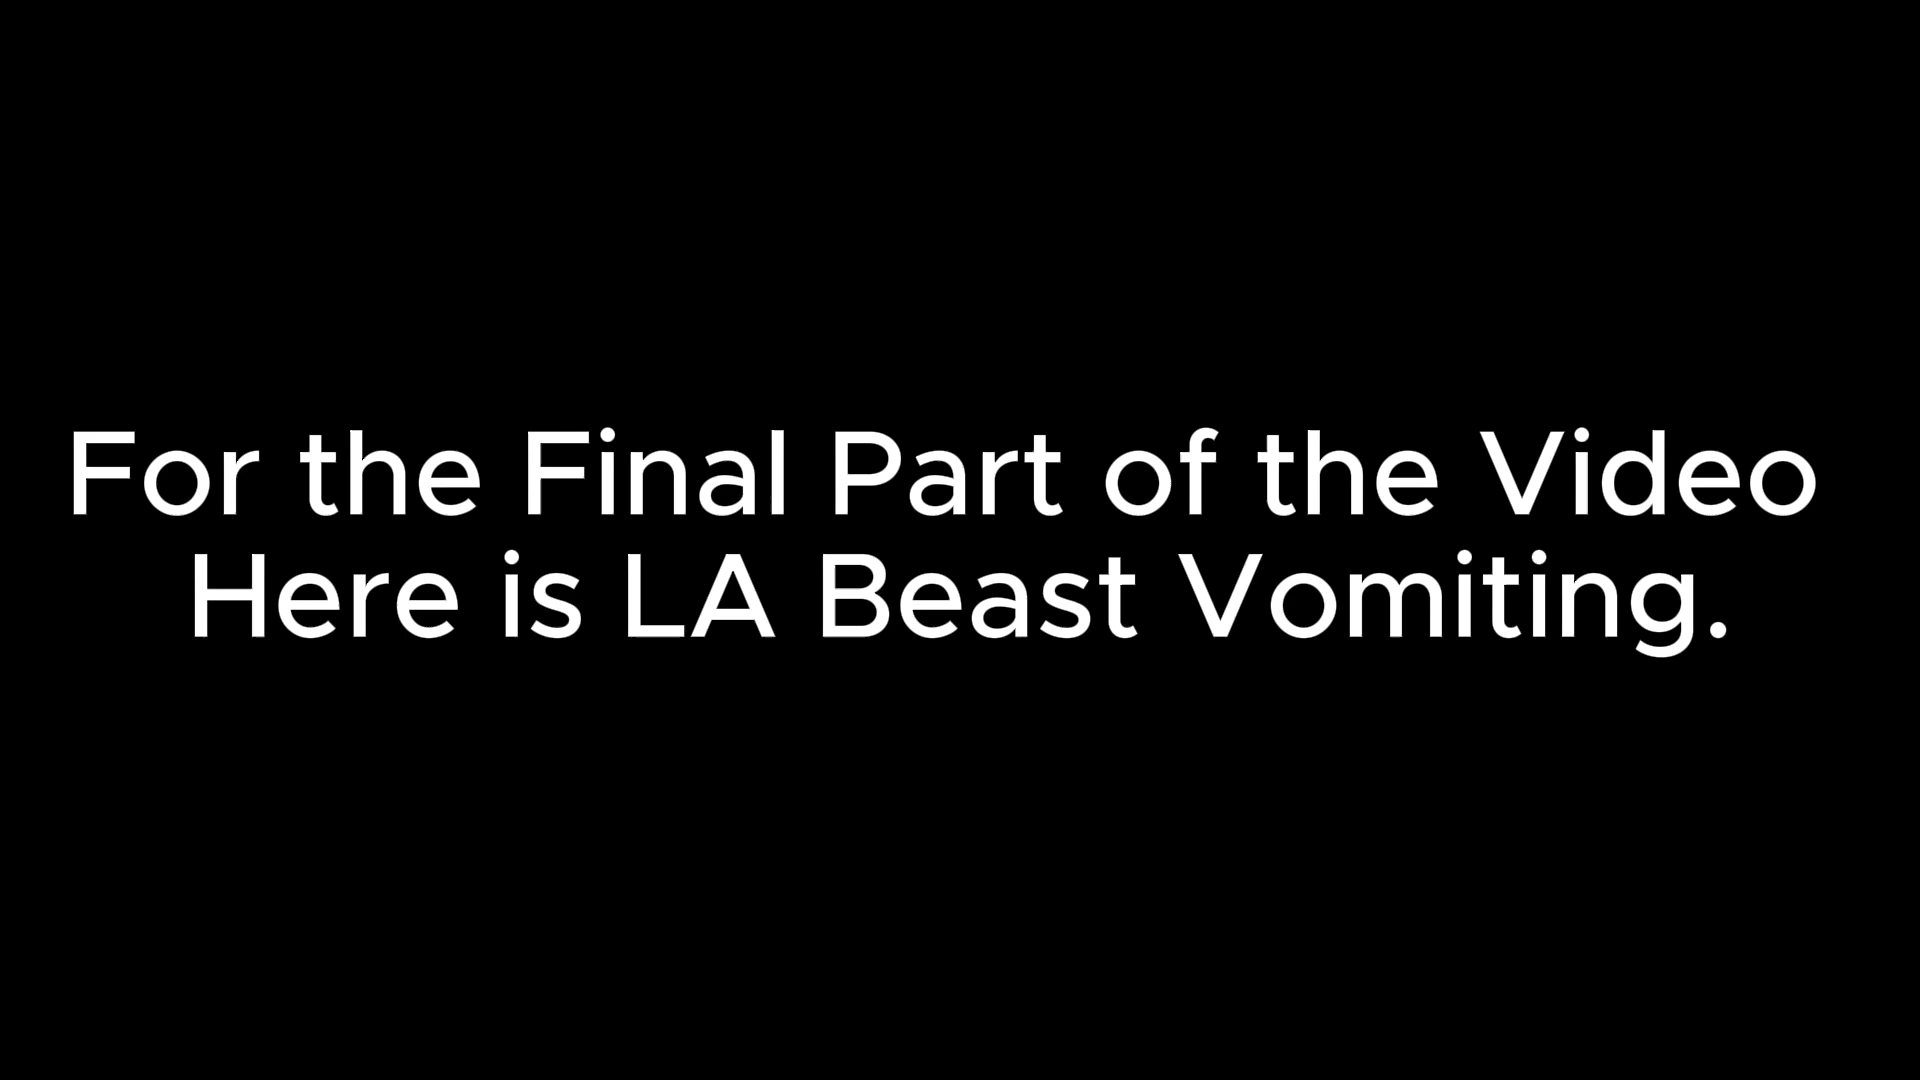 For the Final Part of the Video
Here is LA Beast Vomiting.